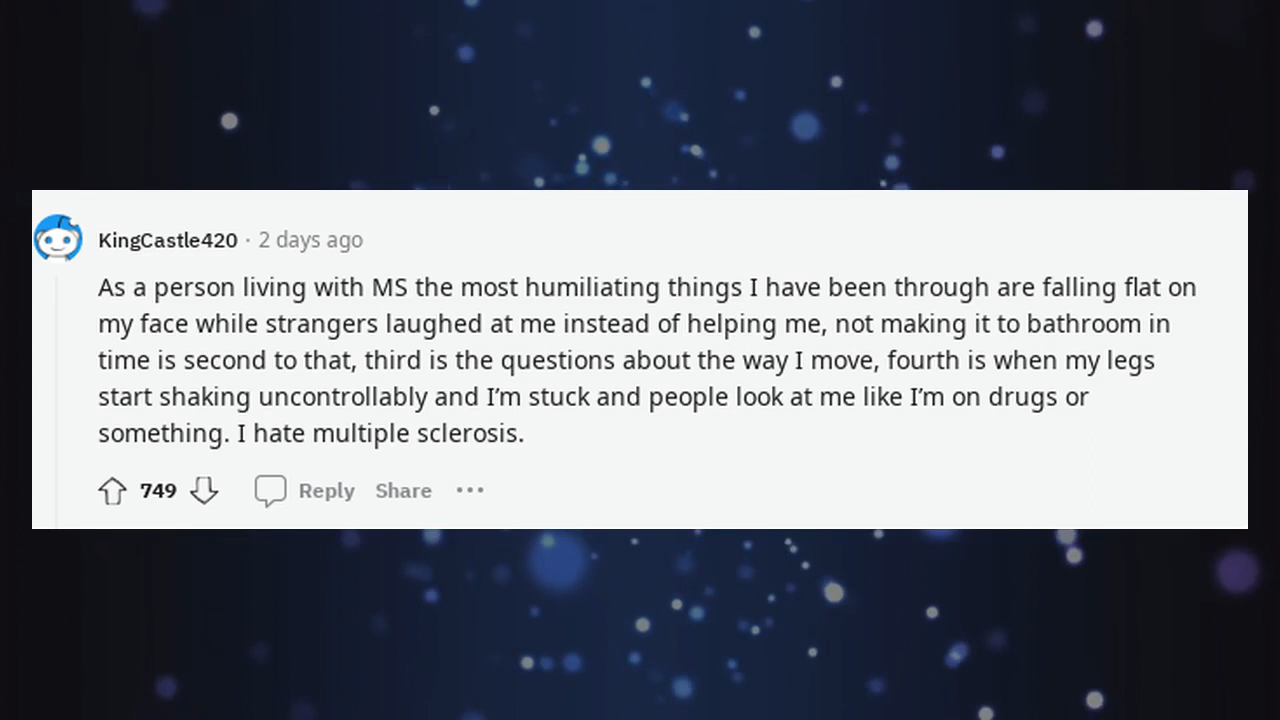 KingCastle420 · 2 days ago
As a person living with MS the most humiliating things I have been through are falling flat on
my face while strangers laughed at me instead of helping me, not making it to bathroom in
time is second to that, third is the questions about the way I move, fourth is when my legs
start shaking uncontrollably and I’m stuck and people look at me like I’m on drugs or
something. I hate multiple sclerosis.
749 Reply Share •••